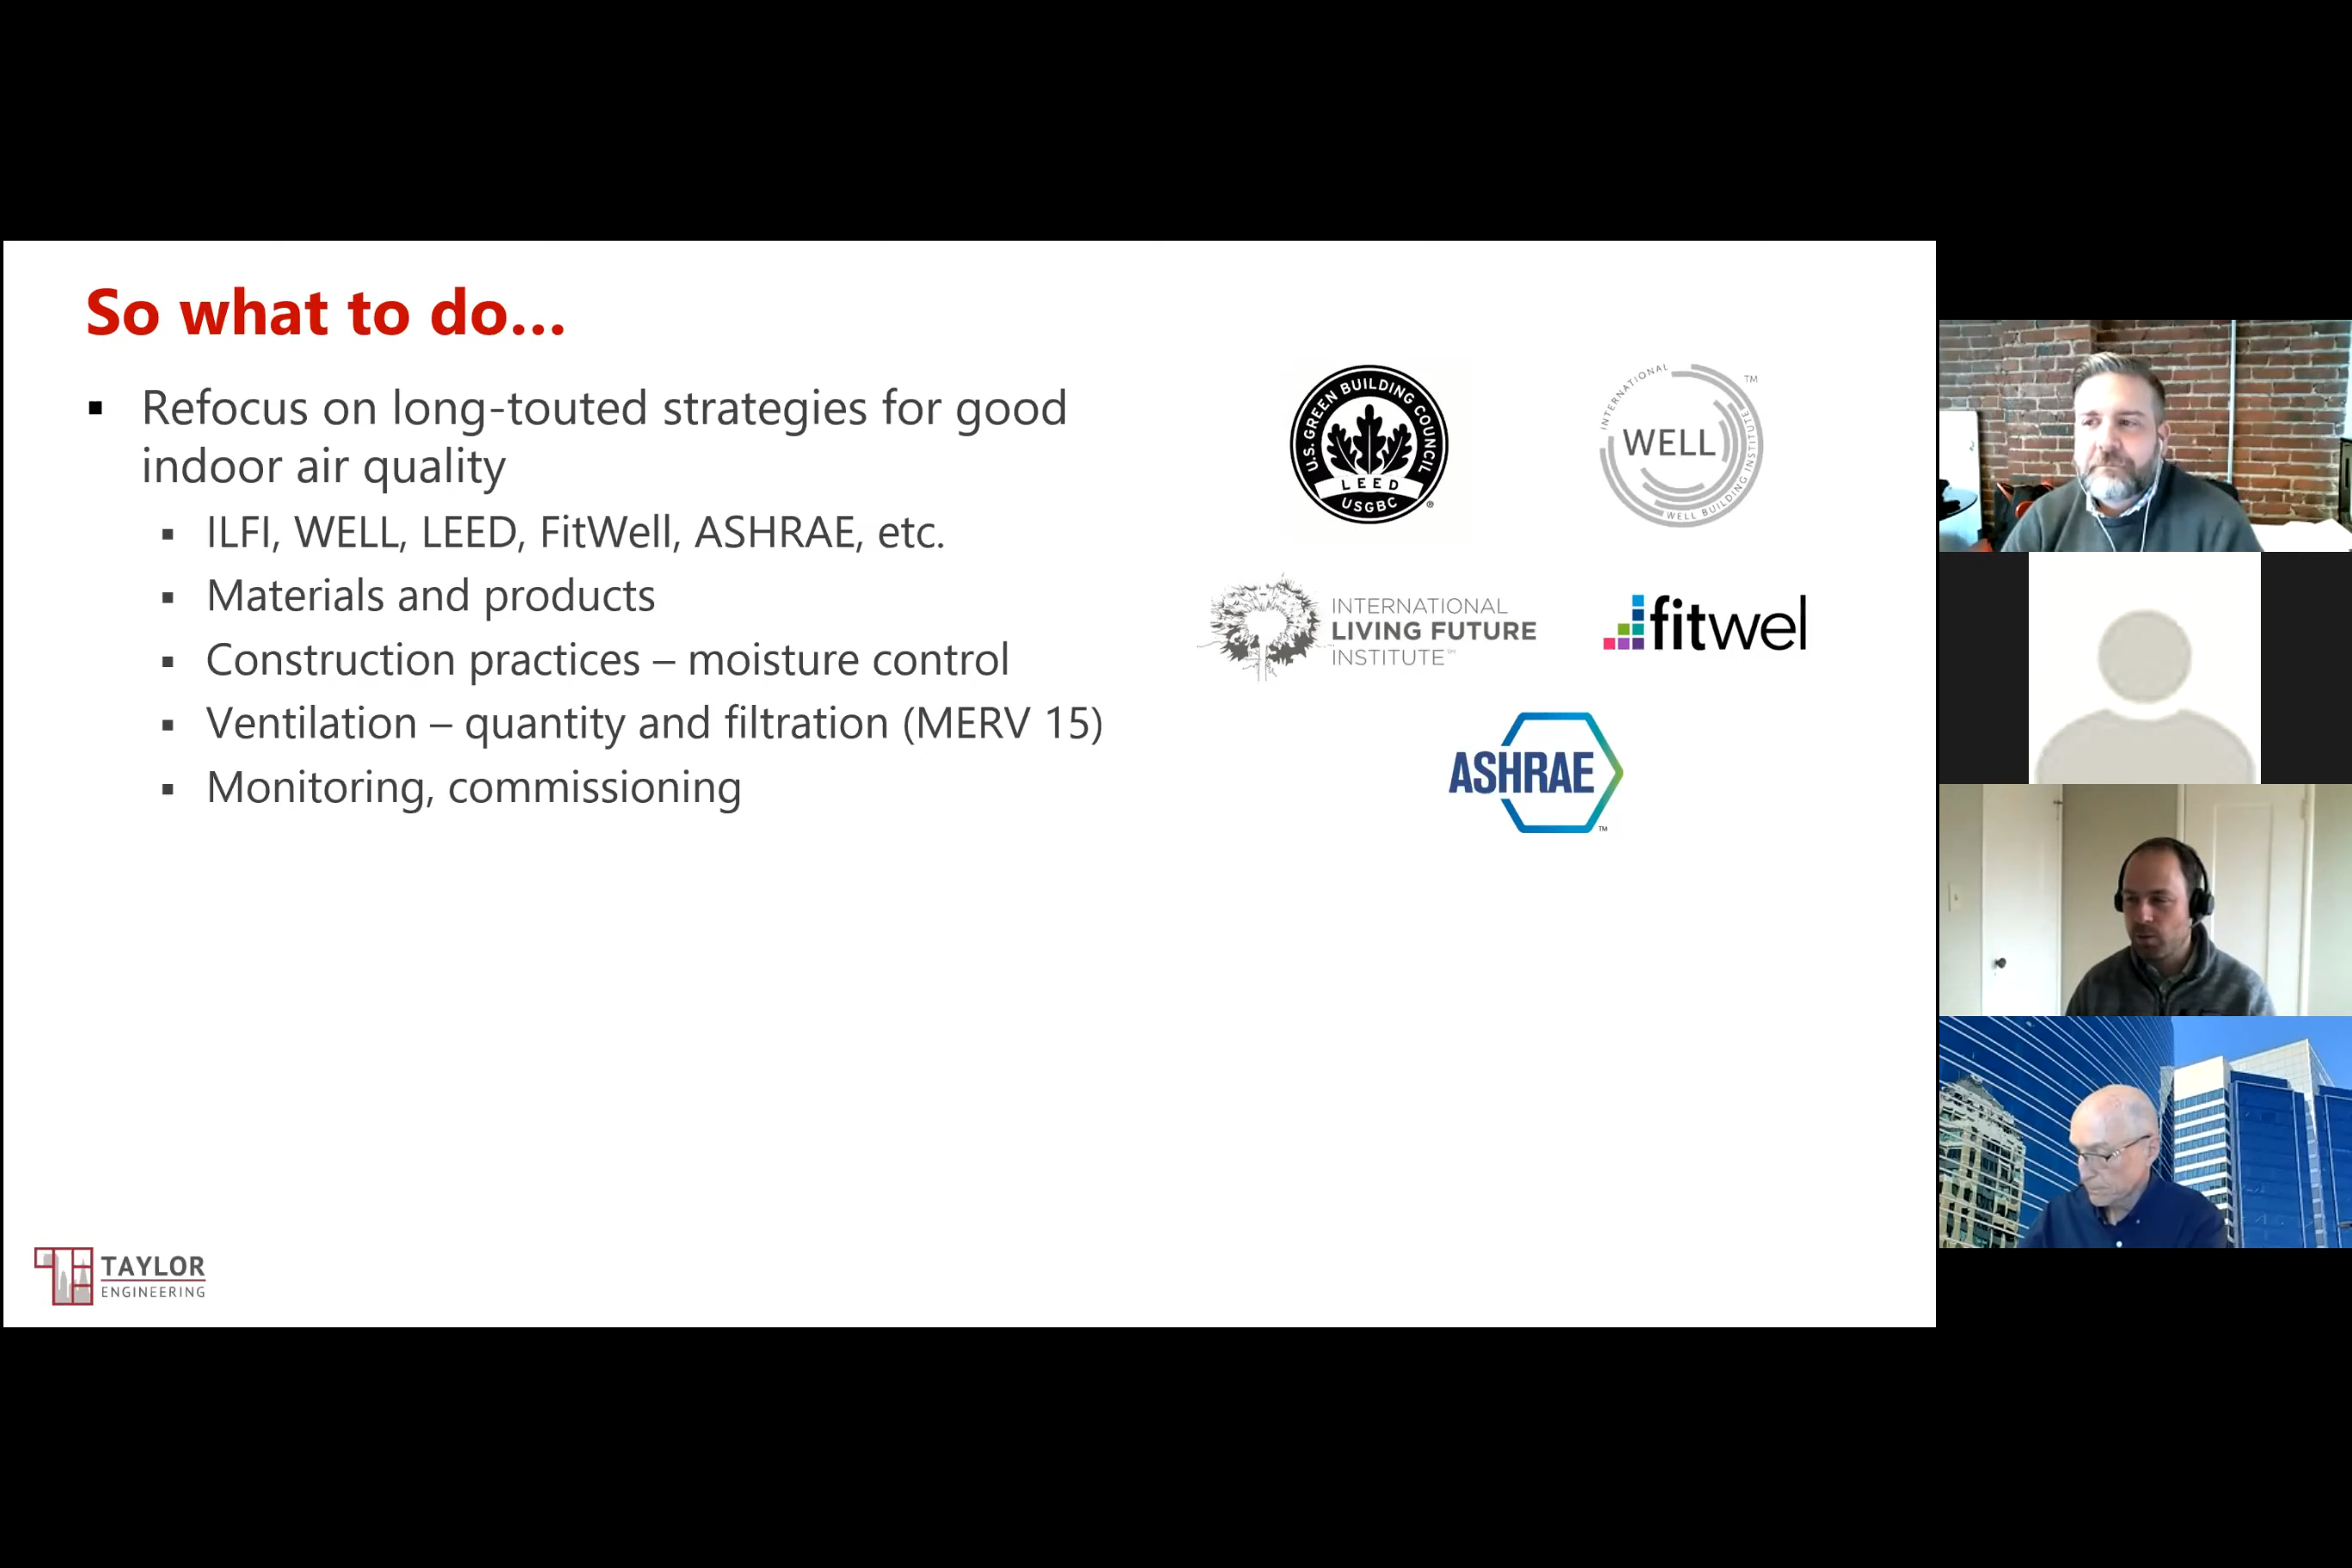 So what to do...
▪ Refocus on long-touted strategies for good
indoor air quality
▪ ILFI, WELL, LEED, FitWell, ASHRAE, etc.
▪ Materials and products
▪ Construction practices – moisture control
▪ Ventilation – quantity and filtration (MERV 15)
▪ Monitoring, commissioning
U.S. GREEN BUILDING COUNCIL
LEED
USGBC
®
INTERNATIONAL
WELL BUILDING INSTITUTE
™
WELL
INTERNATIONAL
LIVING FUTURE
INSTITUTE℠
fitwel
ASHRAE
™
TAYLOR
ENGINEERING